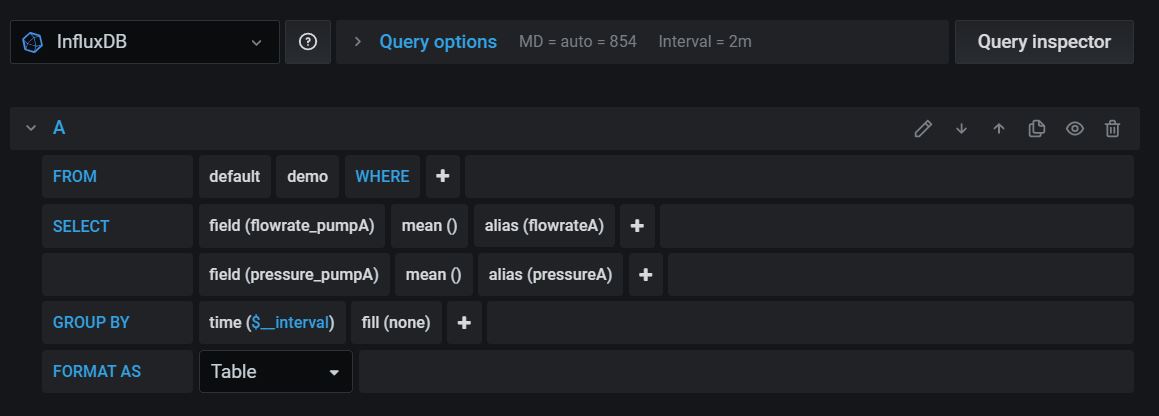 InfluxDB Query options MD = auto = 854 Interval = 2m Query inspector
A
FROM default demo WHERE +
SELECT field (flowrate_pumpA) mean () alias (flowrateA) +
field (pressure_pumpA) mean () alias (pressureA) +
GROUP BY time ($__interval) fill (none) +
FORMAT AS Table